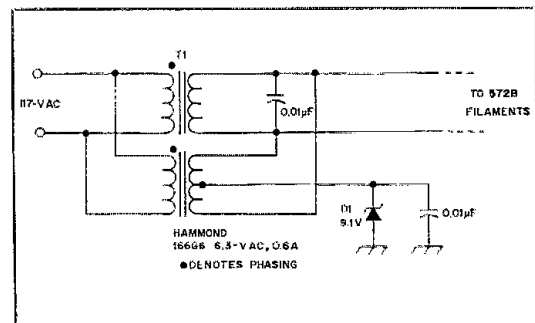 T1
117-VAC
0.01µF
TO 572B
FILAMENTS
D1
9.1V
0.01µF
HAMMOND
166G6 6.3-VAC, 0.6A
●DENOTES PHASING